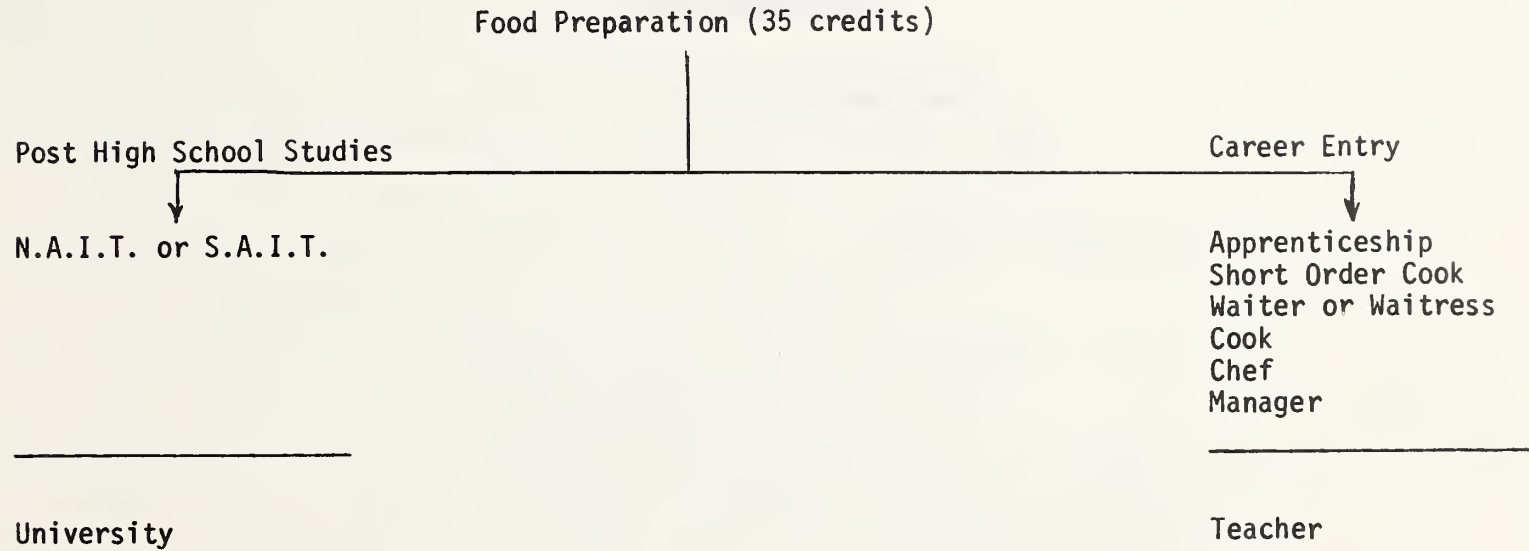 Food Preparation (35 credits)
Post High School Studies
Career Entry
N.A.I.T. or S.A.I.T.
Apprenticeship
Short Order Cook
Waiter or Waitress
Cook
Chef
Manager
University
Teacher